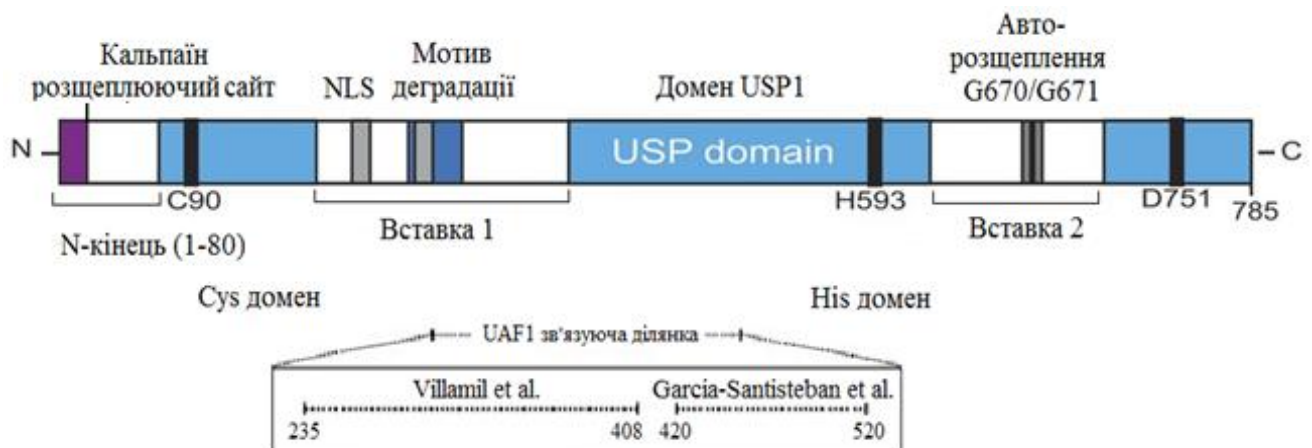 Кальпаїн
розщеплюючий сайт
NLS
Мотив
деградації
Домен USP1
Авто-
розщеплення
G670/G671
N
USP domain
C
C90
H593
D751
785
N-кінець (1-80)
Вставка 1
Вставка 2
Cys домен
His домен
UAF1 зв'язуюча ділянка
Villamil et al.
Garcia-Santisteban et al.
235
408
420
520